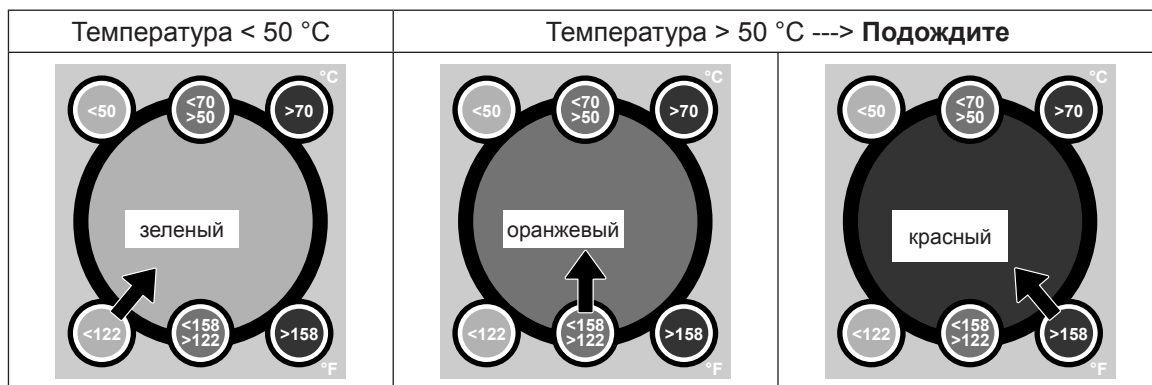 Температура < 50 °C
Температура > 50 °C ---> Подождите
°C
<50
<70
>50
>70
зеленый
<122
<158
>122
>158
°F
°C
<50
<70
>50
>70
оранжевый
<122
<158
>122
>158
°F
°C
<50
<70
>50
>70
красный
<122
<158
>122
>158
°F